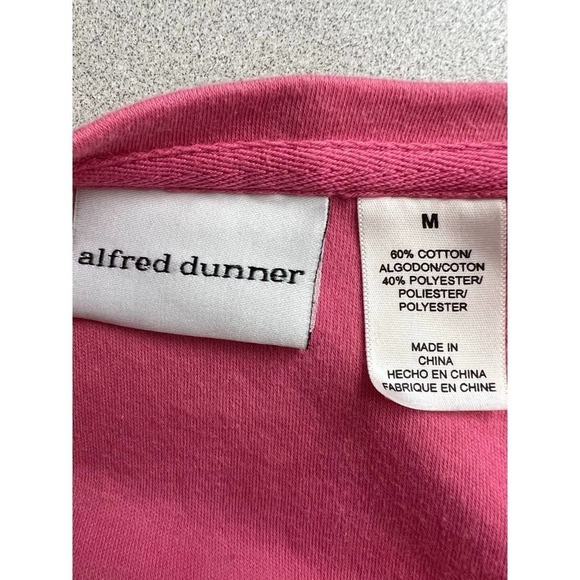 alfred dunner
M
60% COTTON/
ALGODON/COTON
40% POLYESTER/
POLIESTER/
POLYESTER
MADE IN
CHINA
HECHO EN CHINA
FABRIQUE EN CHINE